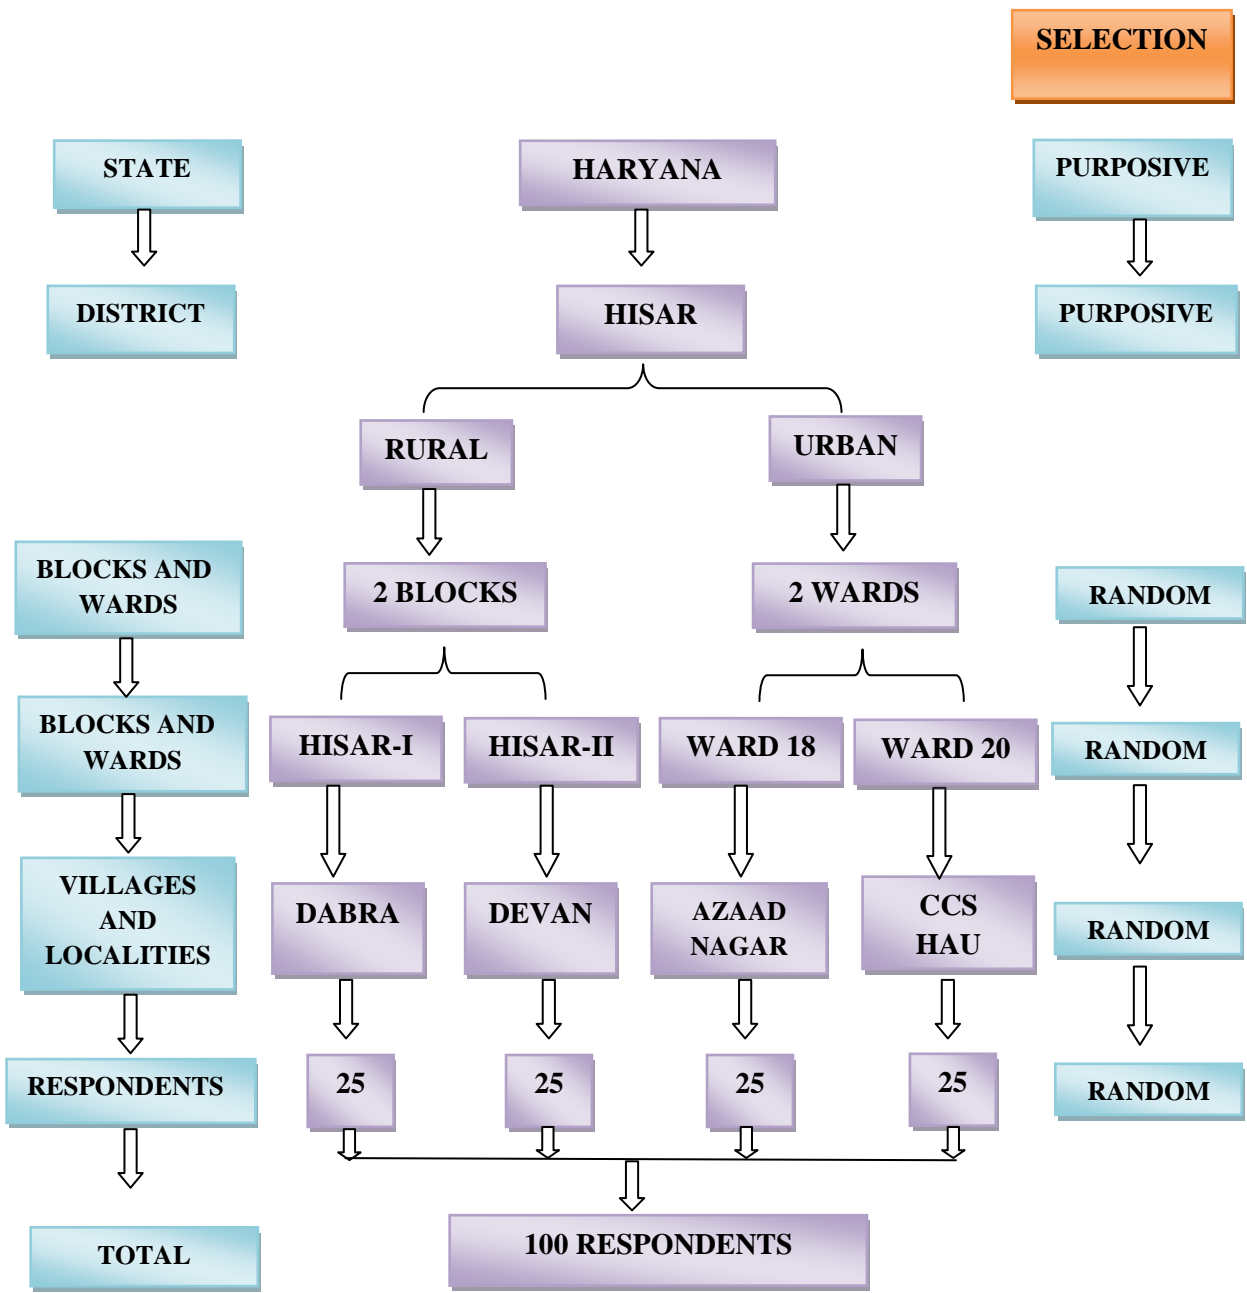 SELECTION
STATE
HARYANA
PURPOSIVE
DISTRICT
HISAR
PURPOSIVE
RURAL
URBAN
BLOCKS AND
WARDS
2 BLOCKS
2 WARDS
RANDOM
BLOCKS AND
WARDS
HISAR-I
HISAR-II
WARD 18
WARD 20
RANDOM
VILLAGES
AND
LOCALITIES
DABRA
DEVAN
AZAAD
NAGAR
CCS
HAU
RANDOM
RESPONDENTS
25
25
25
25
RANDOM
TOTAL
100 RESPONDENTS